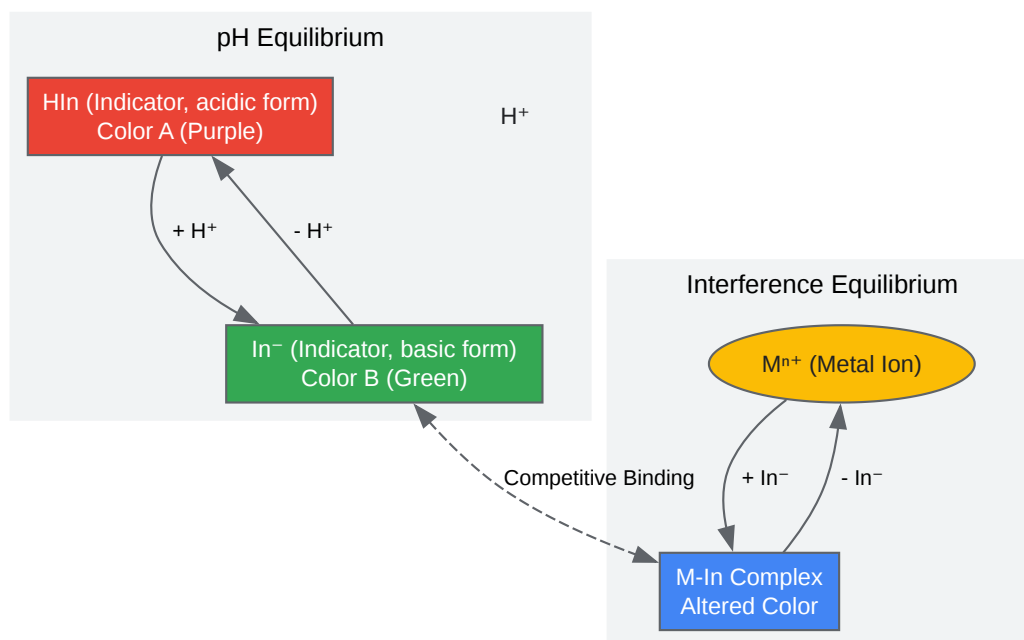 pH Equilibrium
HIn (Indicator, acidic form)
Color A (Purple)
H⁺
+ H⁺
- H⁺
In⁻ (Indicator, basic form)
Color B (Green)
Interference Equilibrium
Mⁿ⁺ (Metal Ion)
Competitive Binding
+ In⁻
- In⁻
M-In Complex
Altered Color